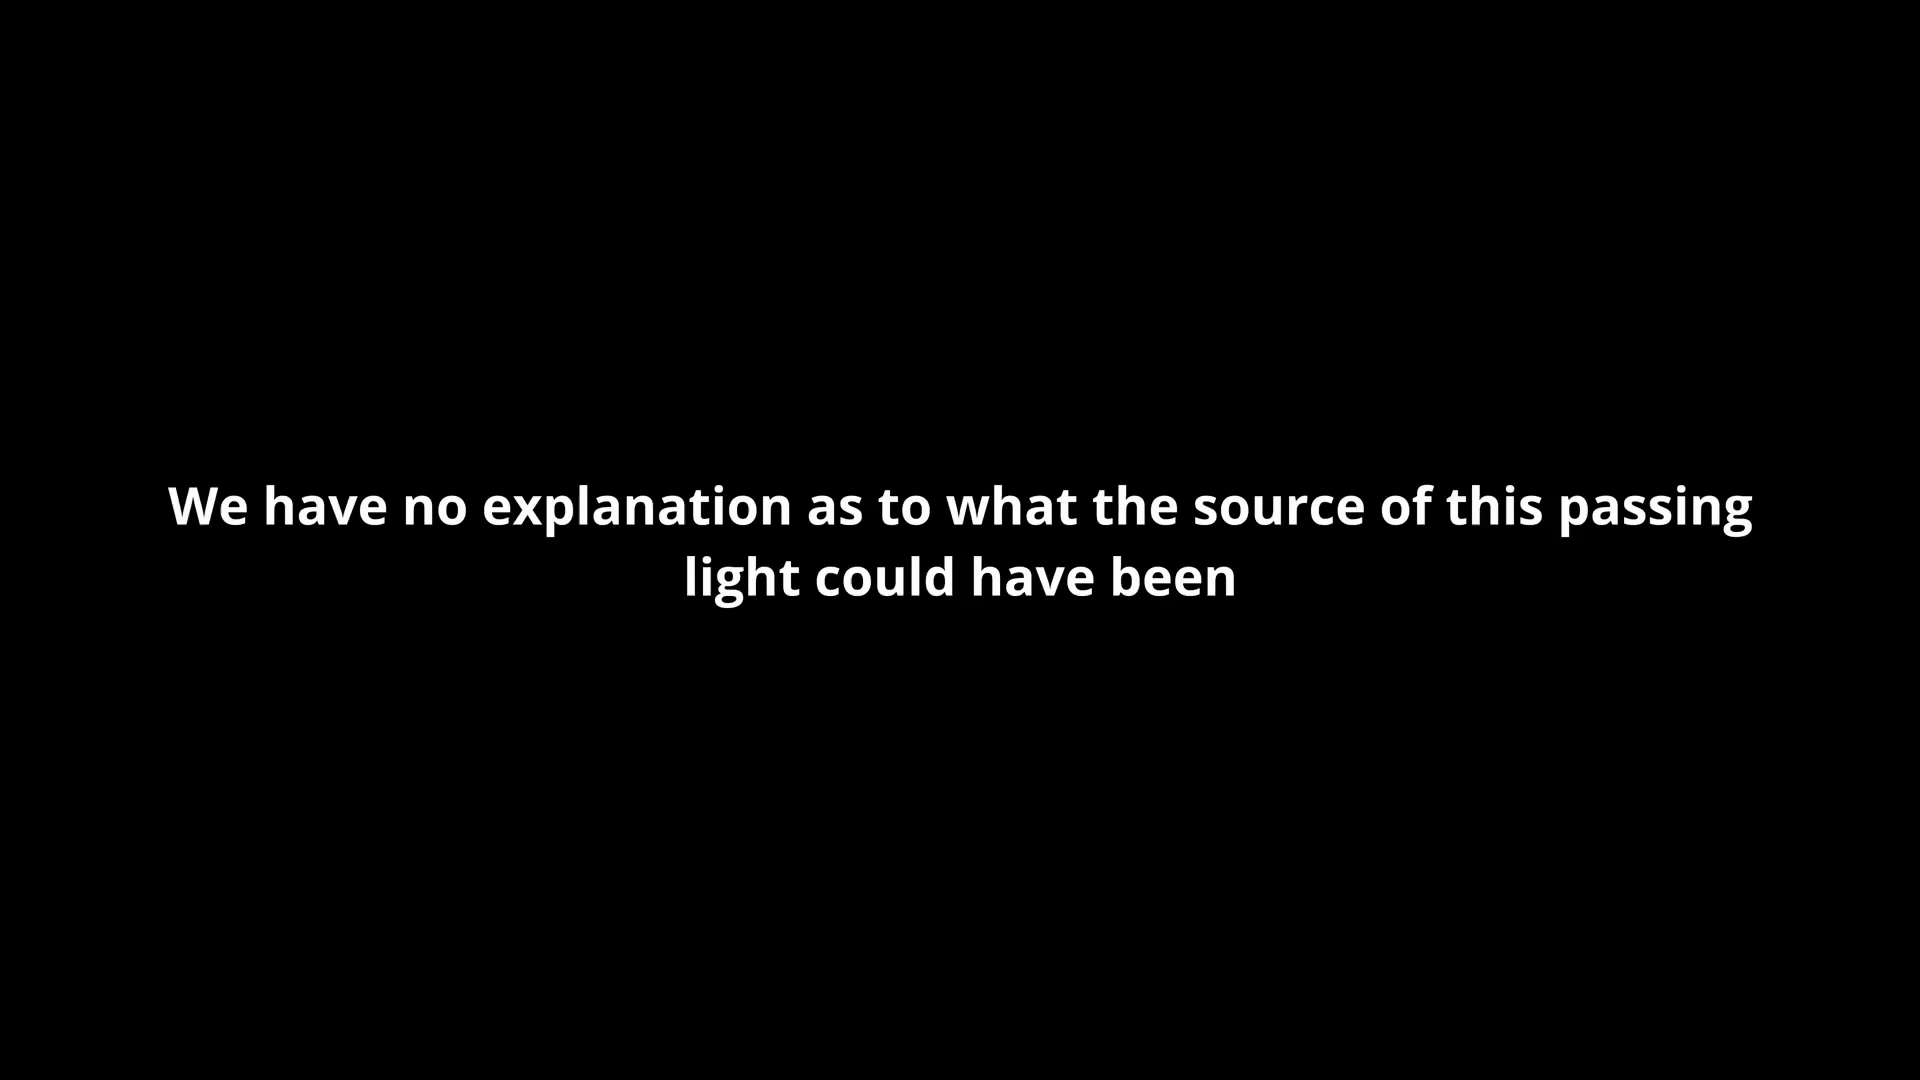 We have no explanation as to what the source of this passing
light could have been